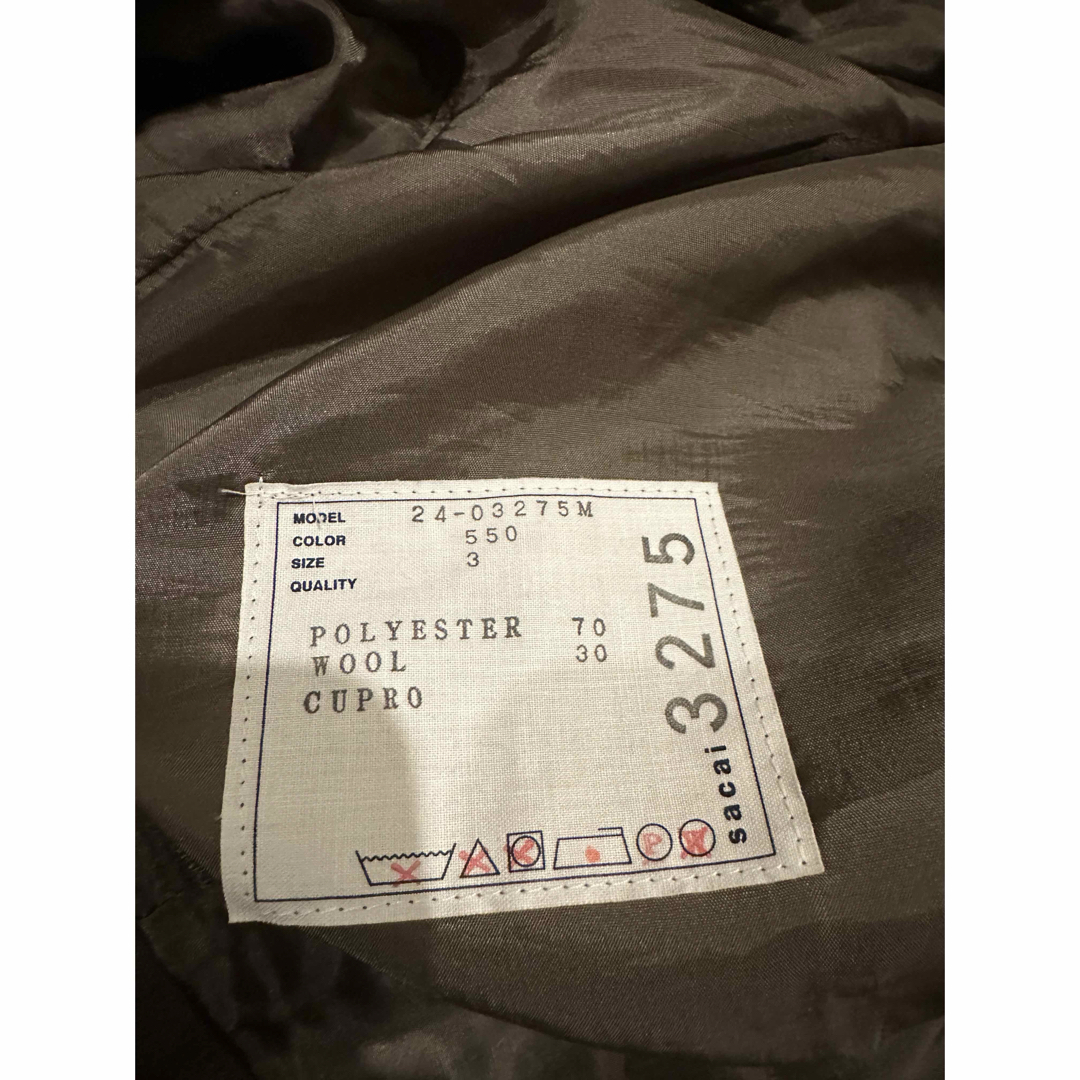 MODEL 24-03275M
COLOR 550
SIZE 3
QUALITY
POLYESTER 70
WOOL 30
CUPRO
sacai 3275
P W